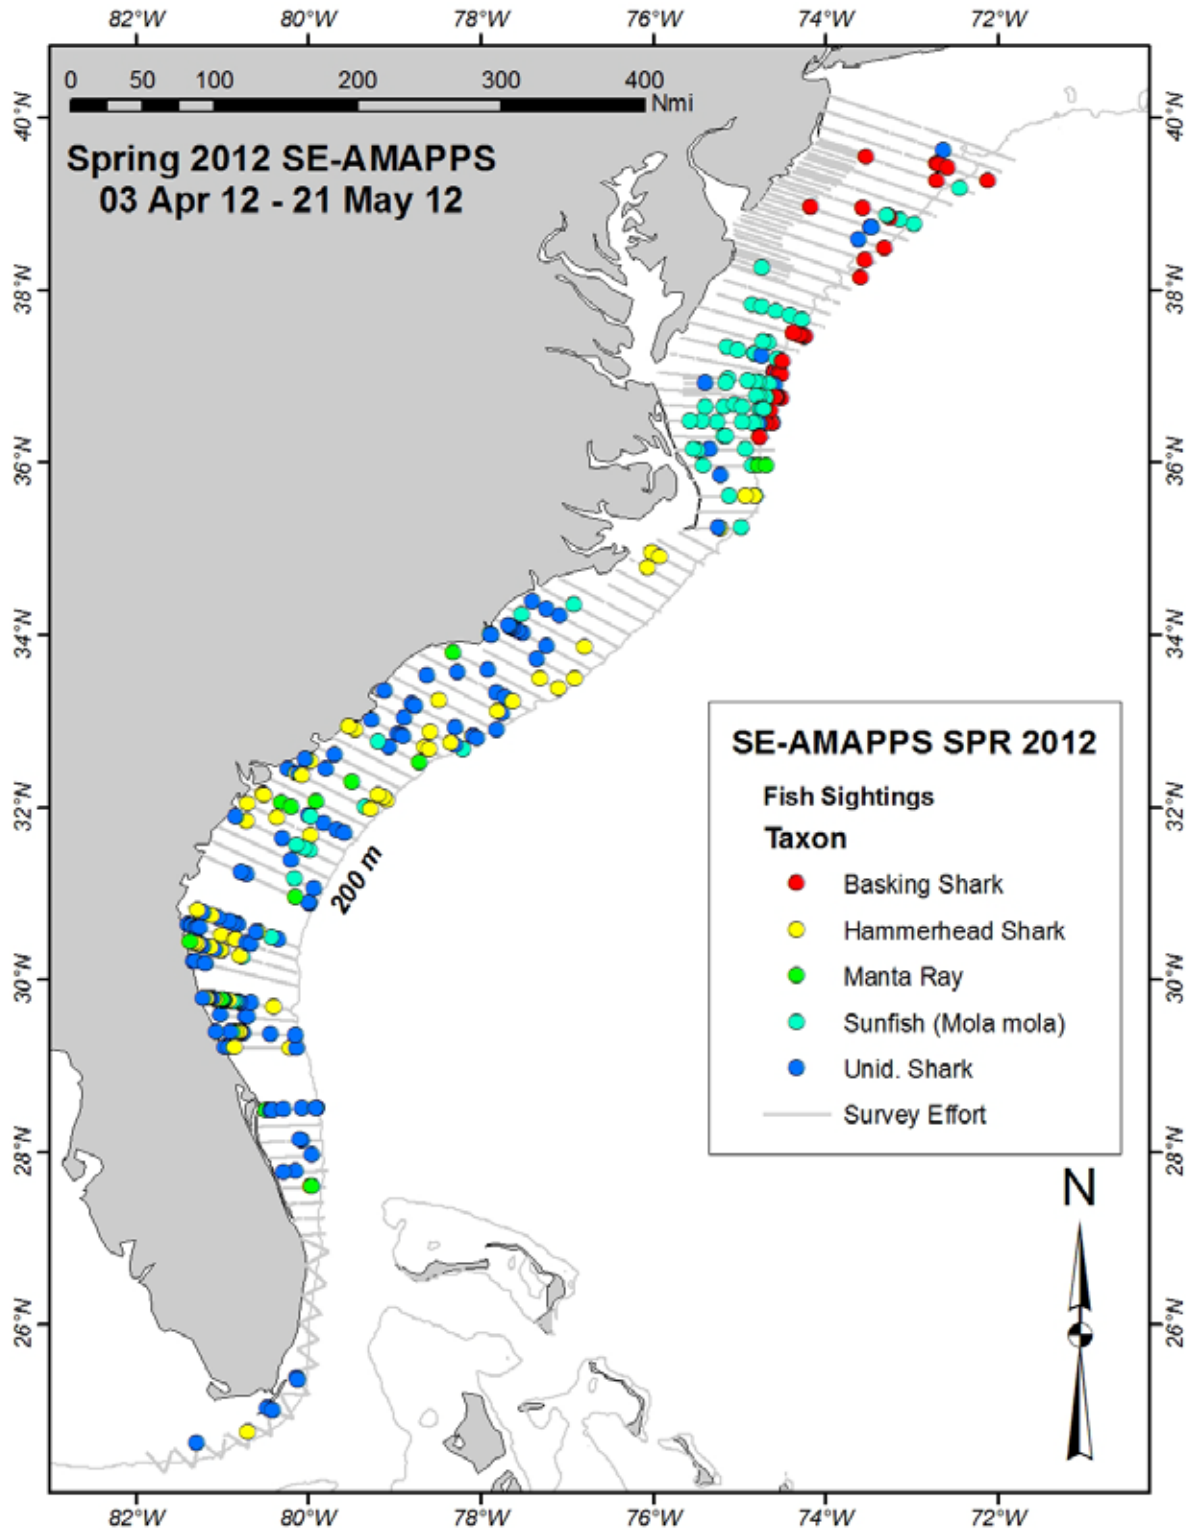 82°W 80°W 78°W 76°W 74°W 72°W
0 50 100 200 300 400
Nmi
Spring 2012 SE-AMAPPS
03 Apr 12 - 21 May 12
40°N 40°N
38°N 38°N
36°N 36°N
34°N 34°N
SE-AMAPPS SPR 2012
Fish Sightings
Taxon
Basking Shark
Hammerhead Shark
Manta Ray
Sunfish (Mola mola)
Unid. Shark
Survey Effort
32°N 32°N
200 m
30°N 30°N
28°N 28°N
N
26°N 26°N
82°W 80°W 78°W 76°W 74°W 72°W